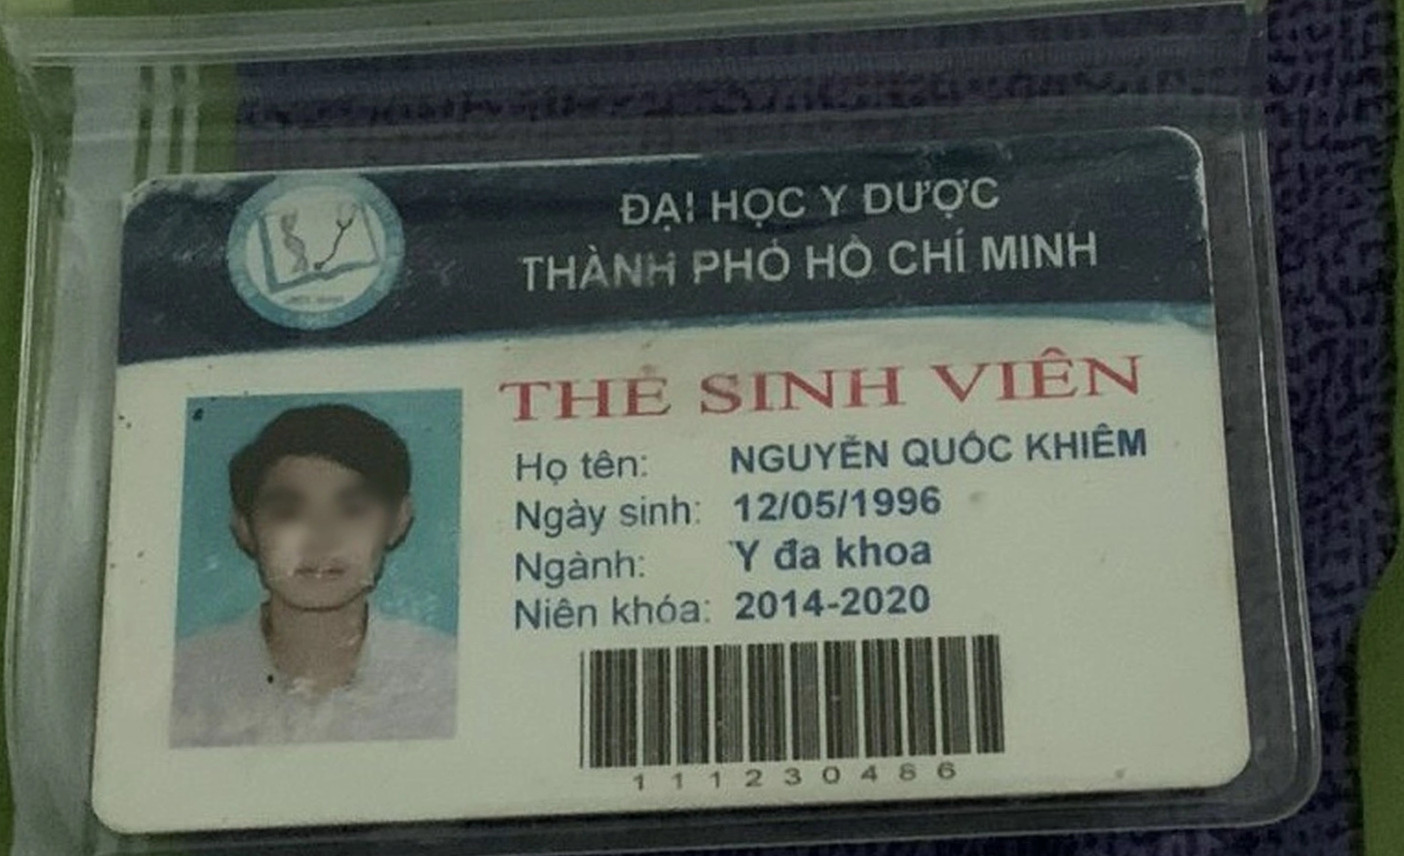 ĐẠI HỌC Y DƯỢC
THÀNH PHỐ HỒ CHÍ MINH
THẺ SINH VIÊN
Họ tên: NGUYỄN QUỐC KHIÊM
Ngày sinh: 12/05/1996
Ngành: Y đa khoa
Niên khóa: 2014-2020
111230486